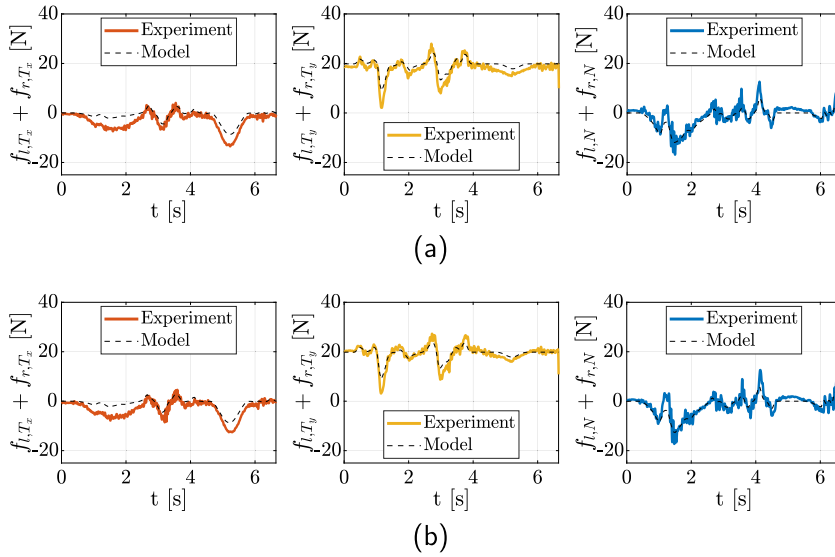 f_{l,T_x} + f_{r,T_x} [N]
40
20
0
-20
Experiment
Model
0 2 4 6
t [s]
f_{l,T_y} + f_{r,T_y} [N]
40
20
0
-20
Experiment
Model
0 2 4 6
t [s]
f_{l,N} + f_{r,N} [N]
40
20
0
-20
Experiment
Model
0 2 4 6
t [s]
(a)
f_{l,T_x} + f_{r,T_x} [N]
40
20
0
-20
Experiment
Model
0 2 4 6
t [s]
f_{l,T_y} + f_{r,T_y} [N]
40
20
0
-20
Experiment
Model
0 2 4 6
t [s]
f_{l,N} + f_{r,N} [N]
40
20
0
-20
Experiment
Model
0 2 4 6
t [s]
(b)